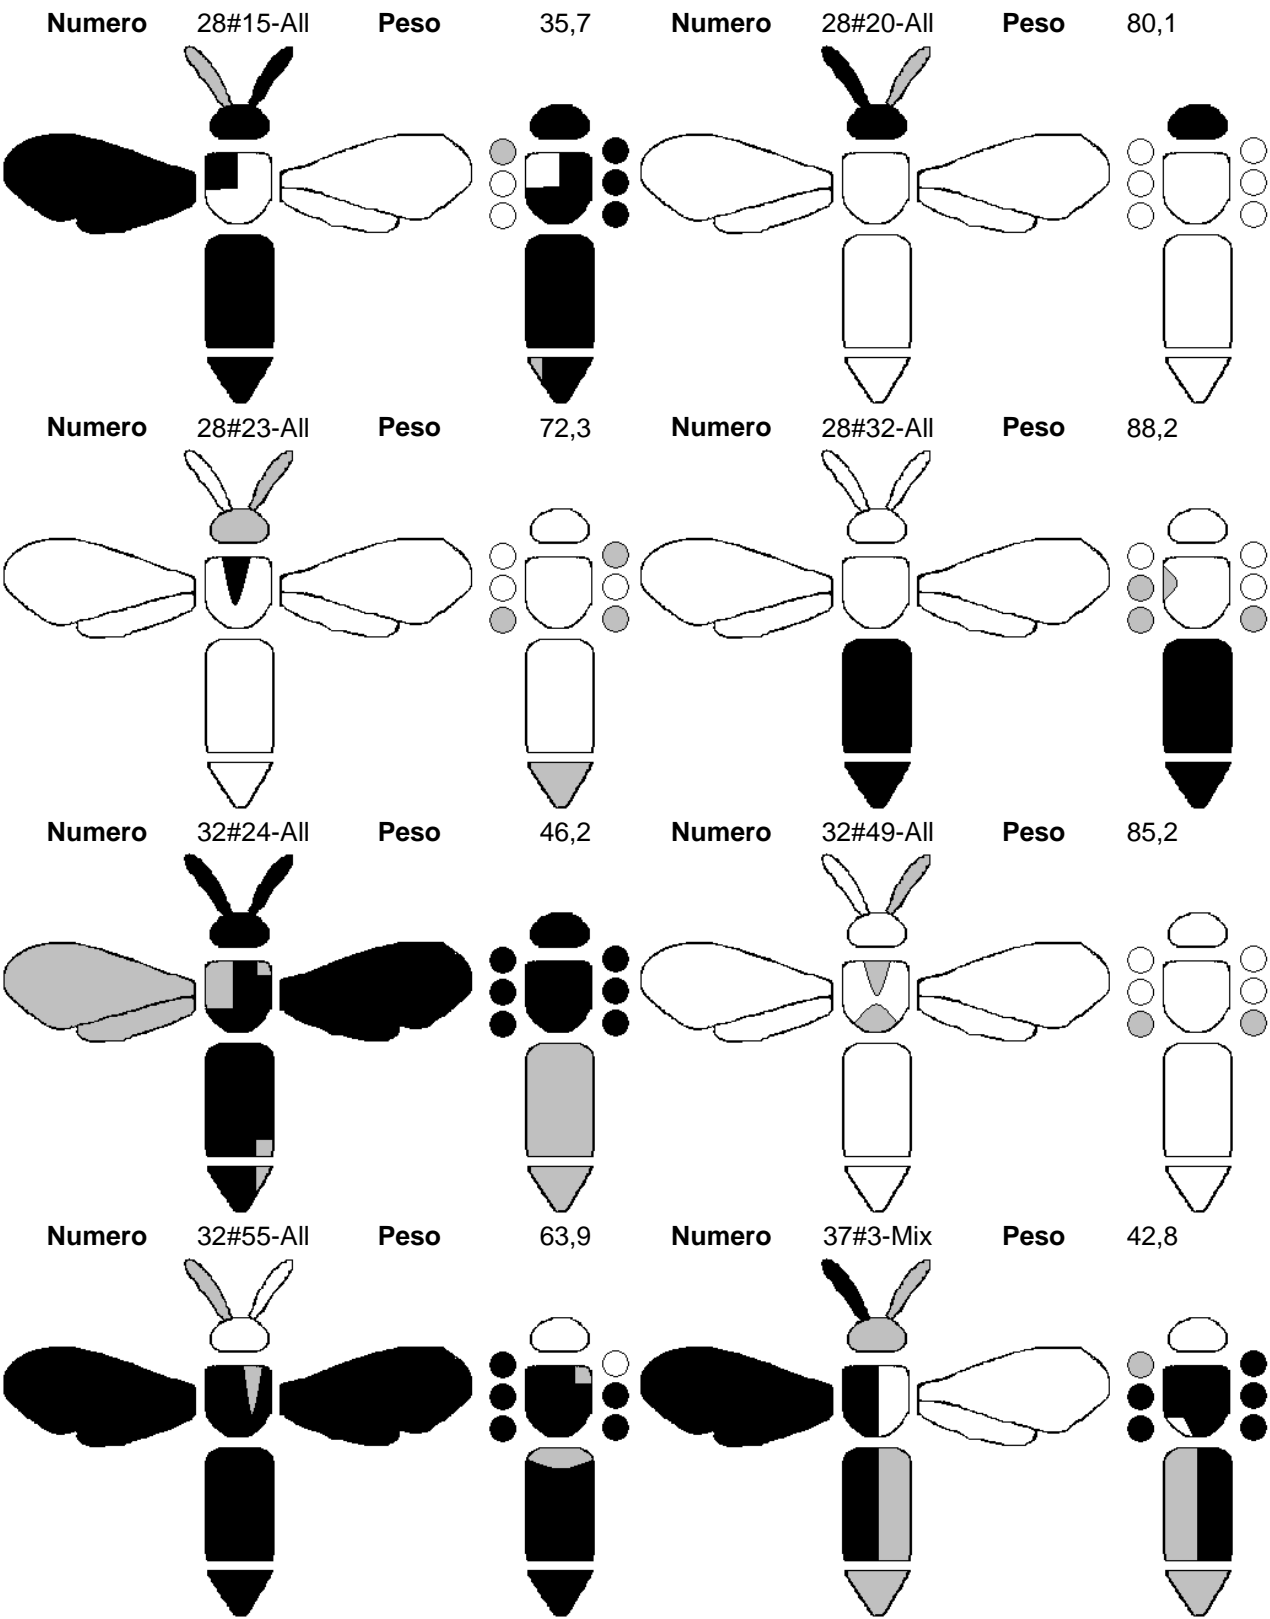 Numero 28#15-All Peso 35,7 Numero 28#20-All Peso 80,1
Numero 28#23-All Peso 72,3 Numero 28#32-All Peso 88,2
Numero 32#24-All Peso 46,2 Numero 32#49-All Peso 85,2
Numero 32#55-All Peso 63,9 Numero 37#3-Mix Peso 42,8